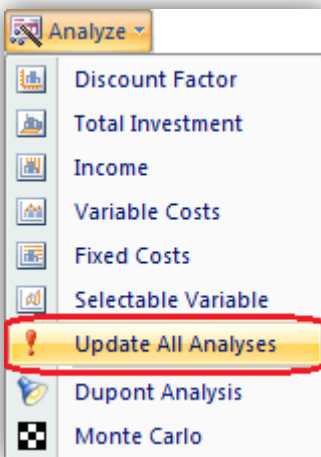 Analyze
Discount Factor
Total Investment
Income
Variable Costs
Fixed Costs
Selectable Variable
Update All Analyses
Dupont Analysis
Monte Carlo